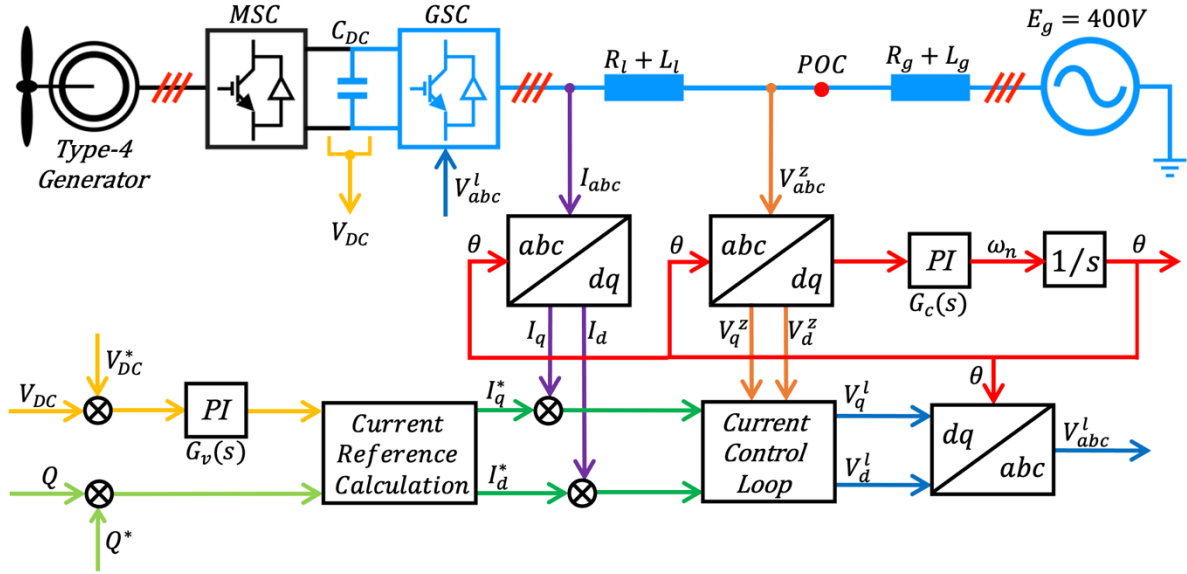 MSC
GSC
E_g = 400V
C_DC
R_l + L_l
POC
R_g + L_g
Type-4
Generator
V_DC
V^l_abc
I_abc
V^z_abc
θ
abc
dq
θ
abc
dq
PI
G_c(s)
ω_n
1/s
θ
I_q
I_d
V^z_q
V^z_d
V^*_DC
V_DC
PI
G_v(s)
Current
Reference
Calculation
I^*_q
I^*_d
Current
Control
Loop
V^l_q
V^l_d
θ
dq
abc
V^l_abc
Q
Q^*